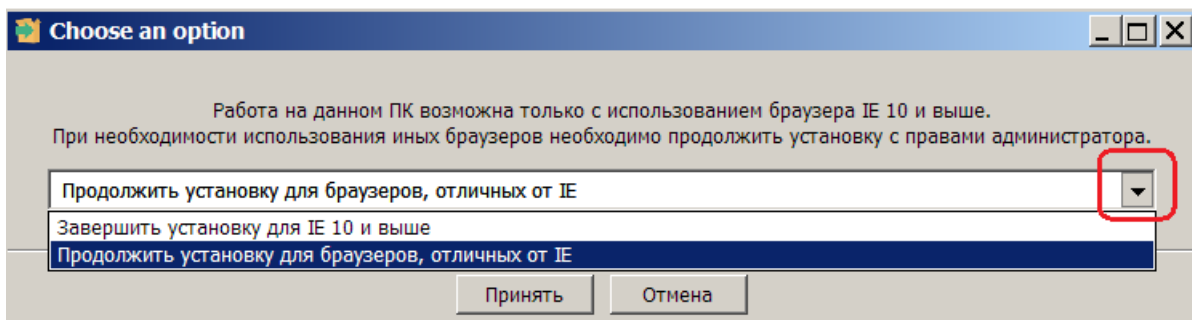 Choose an option
Работа на данном ПК возможна только с использованием браузера IE 10 и выше.
При необходимости использования иных браузеров необходимо продолжить установку с правами администратора.
Продолжить установку для браузеров, отличных от IE
Завершить установку для IE 10 и выше
Продолжить установку для браузеров, отличных от IE
Принять Отмена